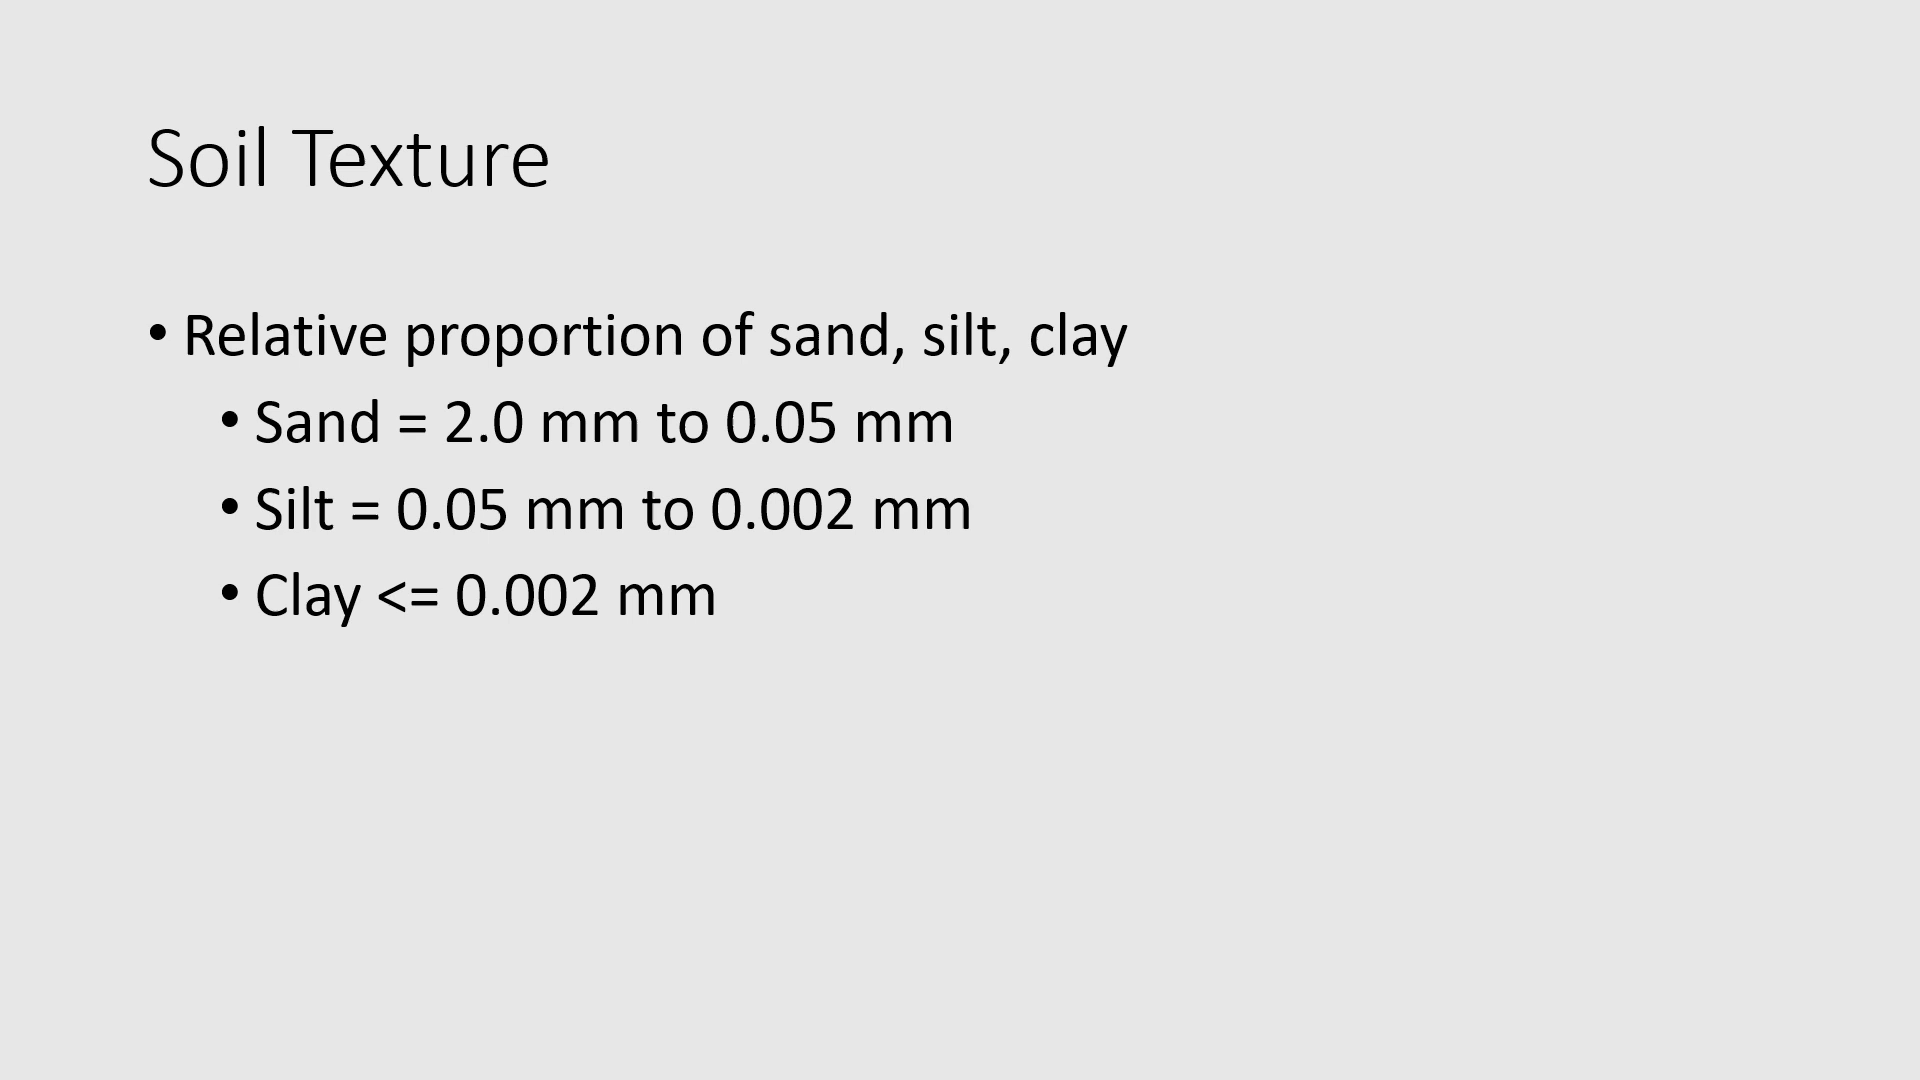 Soil Texture
• Relative proportion of sand, silt, clay
• Sand = 2.0 mm to 0.05 mm
• Silt = 0.05 mm to 0.002 mm
• Clay <= 0.002 mm